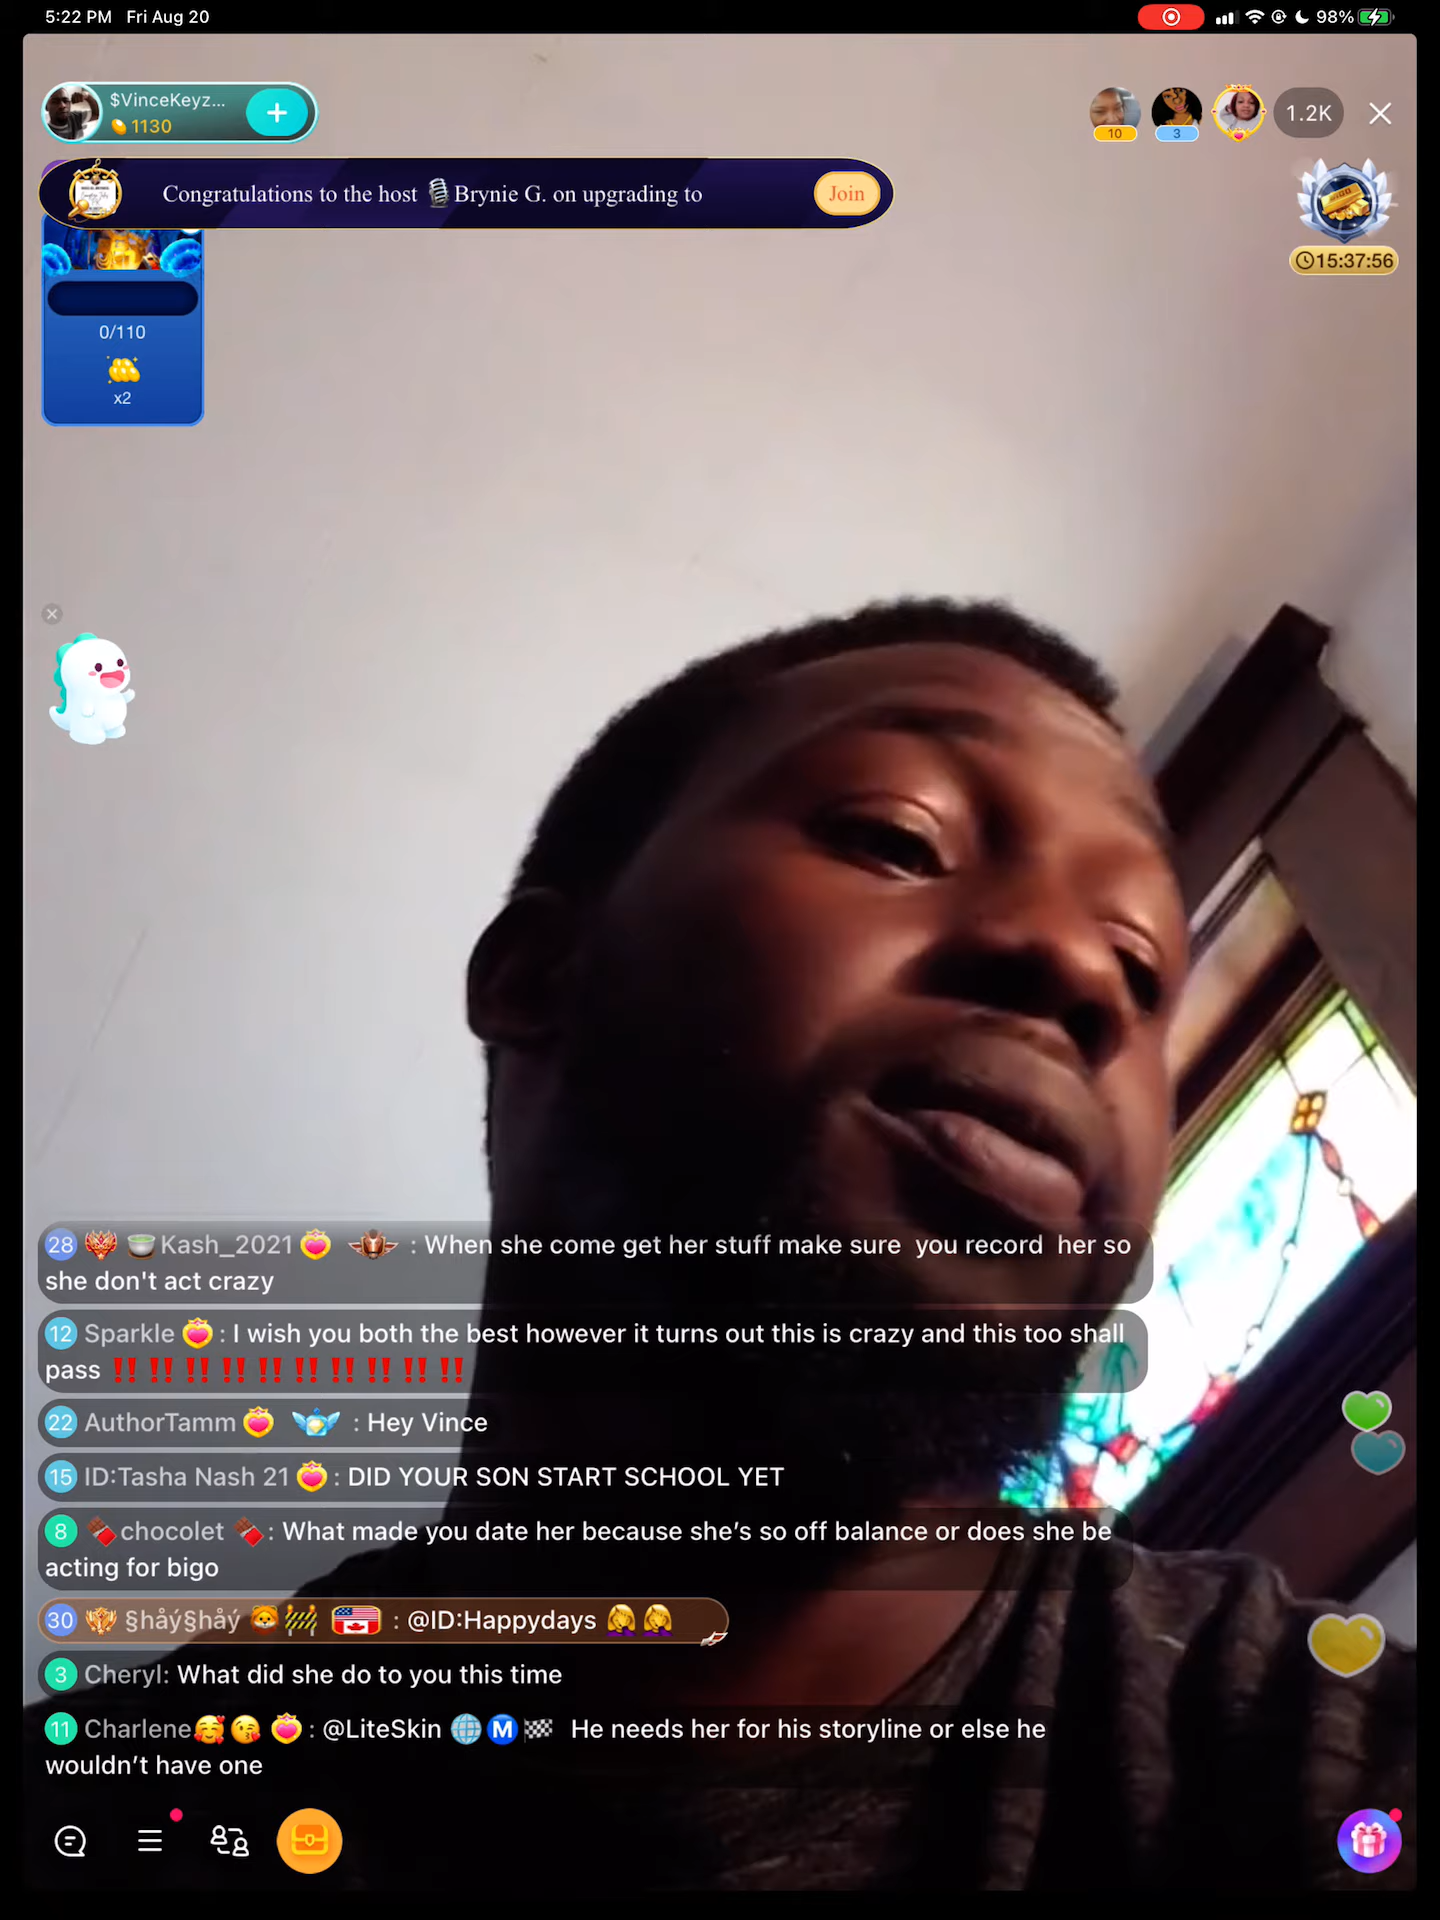 5:22 PM Fri Aug 20
98%
$VinceKeyz...
1130
10
3
1.2K
Congratulations to the host 🎙Brynie G. on upgrading to
Join
15:37:56
0/110
x2
28 Kash_2021 : When she come get her stuff make sure you record her so
she don't act crazy
12 Sparkle : I wish you both the best however it turns out this is crazy and this too shall
pass ‼️‼️‼️‼️‼️‼️‼️‼️‼️‼️
22 AuthorTamm : Hey Vince
15 ID:Tasha Nash 21 : DID YOUR SON START SCHOOL YET
8 🍫chocolet 🍫: What made you date her because she's so off balance or does she be
acting for bigo
30 §håý§håý : @ID:Happydays 🤦‍♀️🤦‍♀️
3 Cheryl: What did she do to you this time
11 Charlene🥰😘 : @LiteSkin 🌐Ⓜ️🏁 He needs her for his storyline or else he
wouldn't have one